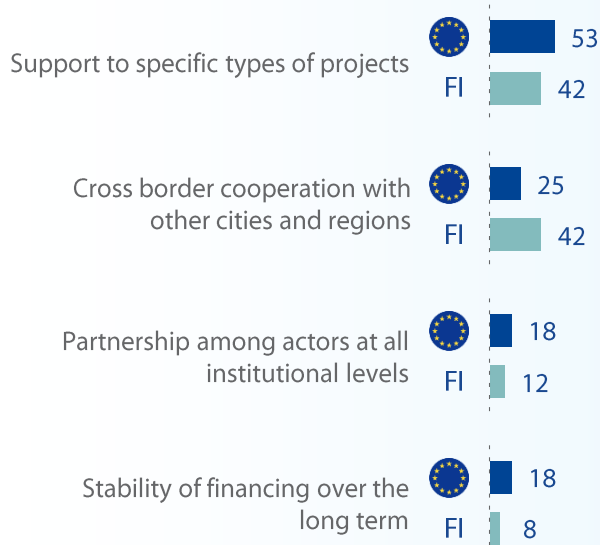 53
Support to specific types of projects
FI 42
25
Cross border cooperation with
other cities and regions
FI 42
18
Partnership among actors at all
institutional levels
FI 12
18
Stability of financing over the
long term
FI 8